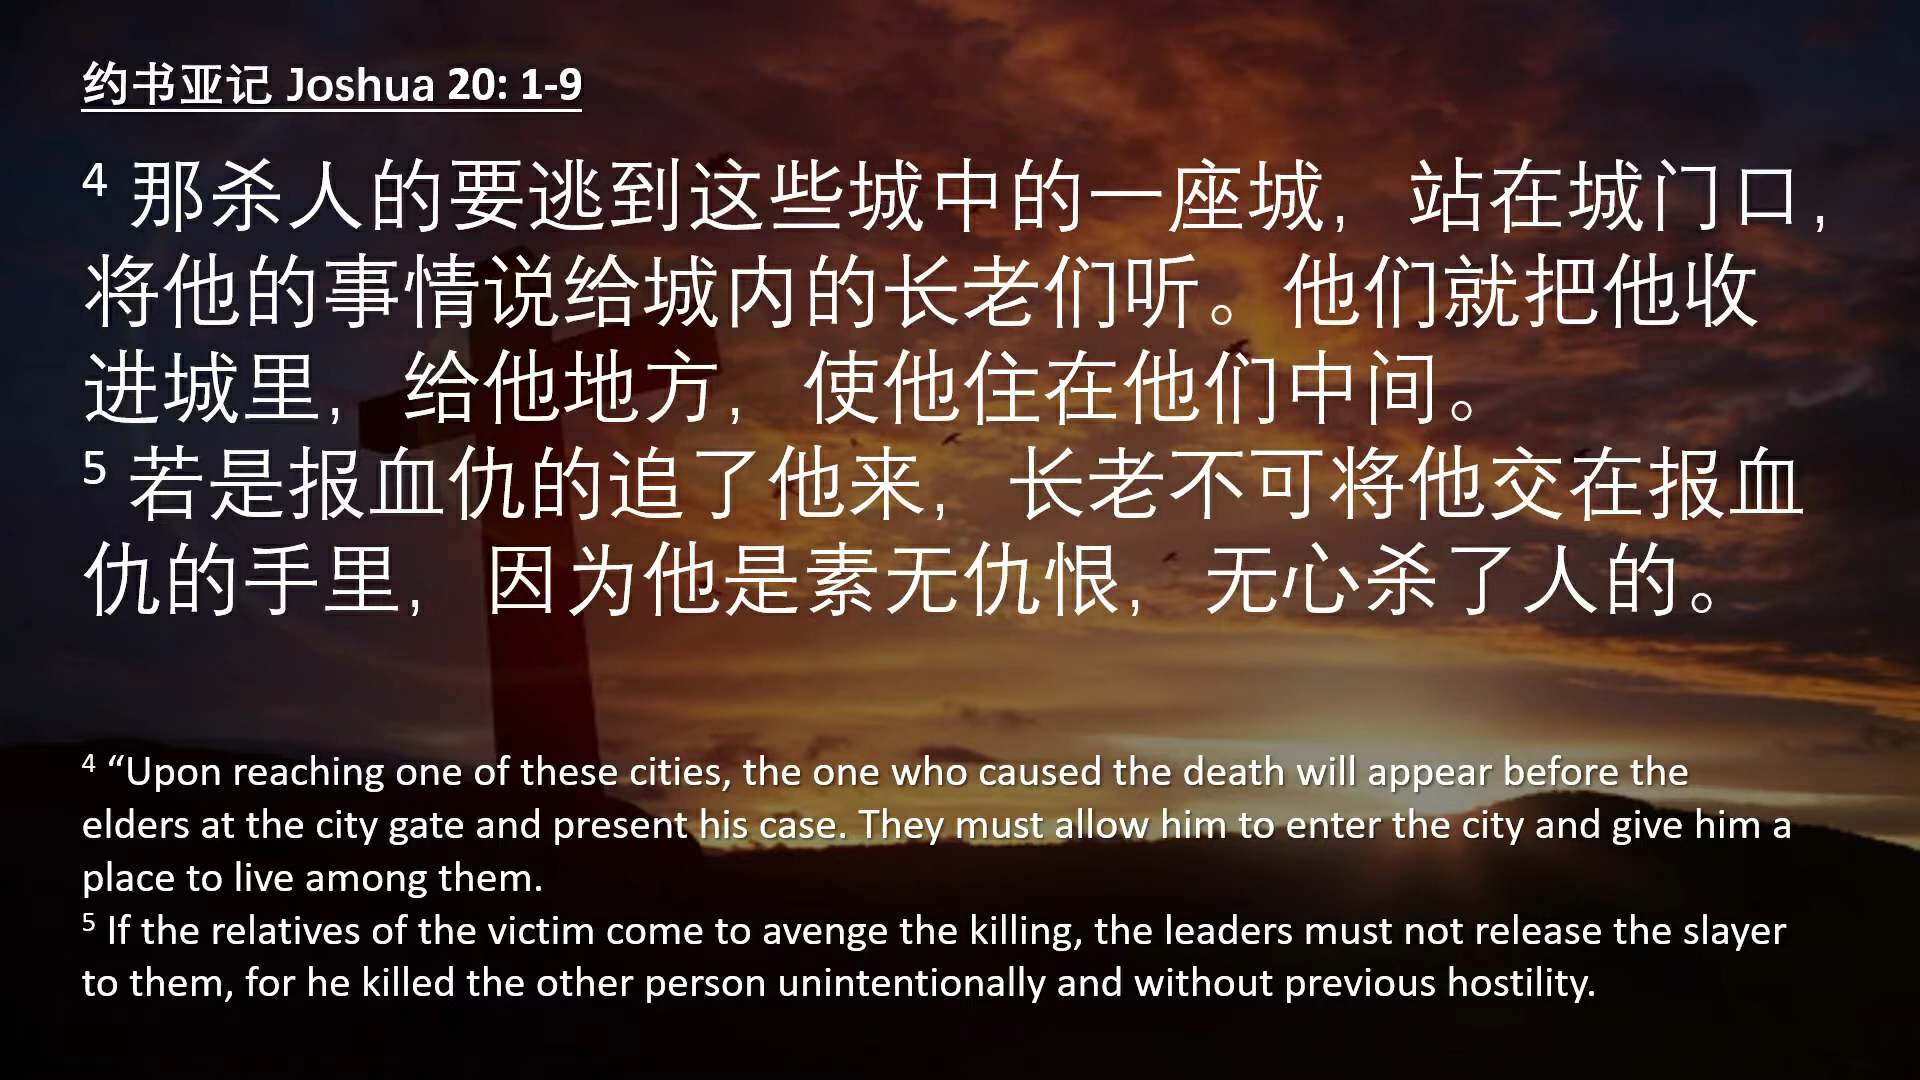 约书亚记 Joshua 20: 1-9
4 那杀人的要逃到这些城中的一座城，站在城门口，
将他的事情说给城内的长老们听。他们就把他收
进城里，给他地方，使他住在他们中间。
5 若是报血仇的追了他来，长老不可将他交在报血
仇的手里，因为他是素无仇恨，无心杀了人的。
4 “Upon reaching one of these cities, the one who caused the death will appear before the
elders at the city gate and present his case. They must allow him to enter the city and give him a
place to live among them.
5 If the relatives of the victim come to avenge the killing, the leaders must not release the slayer
to them, for he killed the other person unintentionally and without previous hostility.